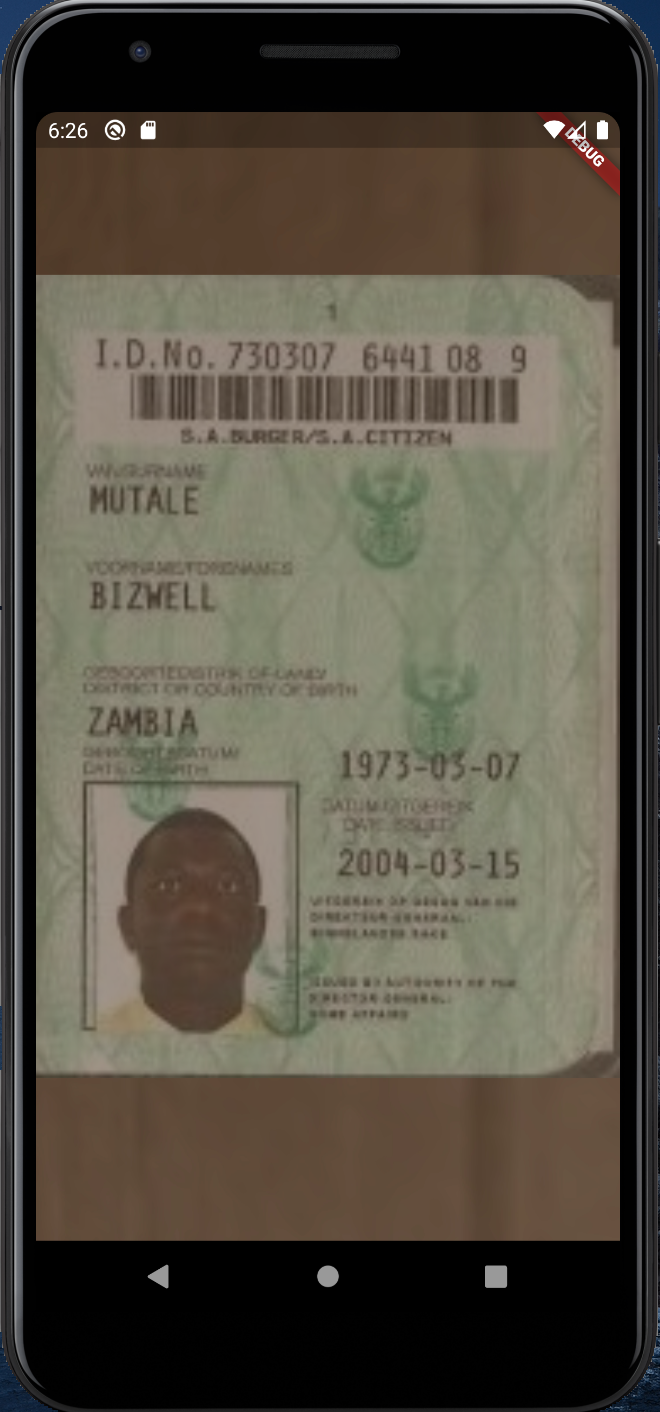 6:26
DEBUG
1
I.D.No. 730307 6441 08 9
S.A.BURGER/S.A.CITIZEN
VAN/SURNAME
MUTALE
VOORNAME/FORENAMES
BIZWELL
GEBOORTEDISTRIK OF-LAND/
DISTRICT OR COUNTRY OF BIRTH
ZAMBIA
GEBOORTEDATUM/
DATE OF BIRTH
1973-03-07
DATUM UITGEREIK
DATE ISSUED
2004-03-15
UITGEREIK OP GESAG VAN DIE
DIREKTEUR-GENERAAL:
BINNELANDSE SAKE
ISSUED BY AUTHORITY OF THE
DIRECTOR-GENERAL:
HOME AFFAIRS